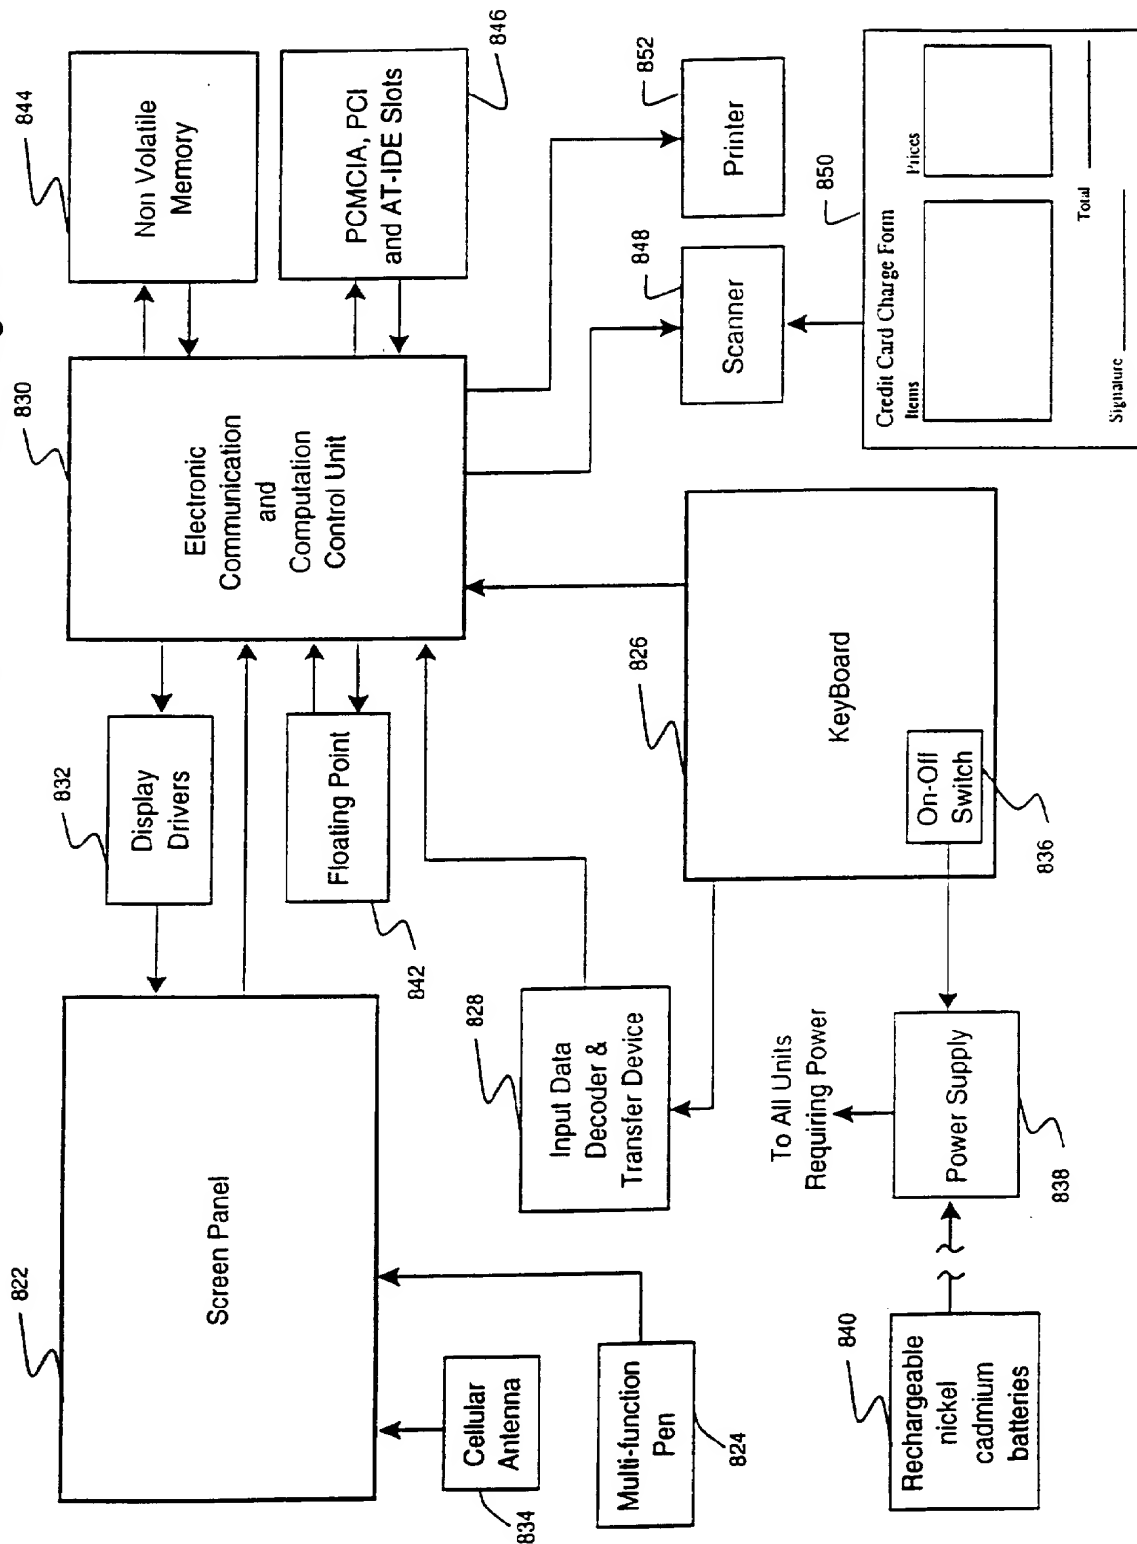 822
Screen Panel
832
Display
Drivers
830
Electronic
Communication
and
Computation
Control Unit
844
Non Volatile
Memory
PCMCIA, PCI
and AT-IDE Slots
846
Floating Point
842
Cellular
Antenna
834
Multi-function
Pen
824
828
Input Data
Decoder &
Transfer Device
826
KeyBoard
On-Off
Switch
836
848
Scanner
852
Printer
850
Credit Card Charge Form
Items
Prices
Total
Signature
To All Units
Requiring Power
Power Supply
838
840
Rechargeable
nickel
cadmium
batteries